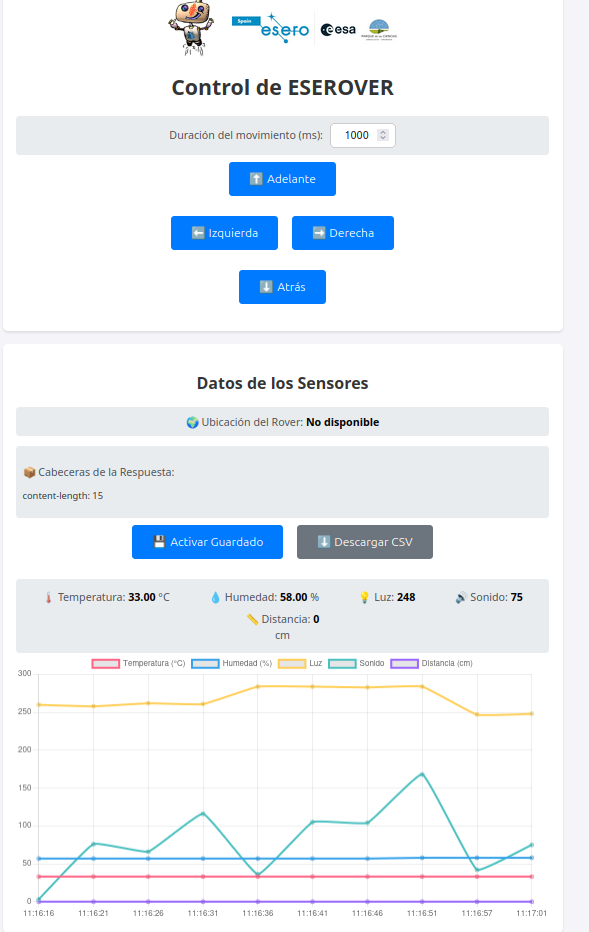 Spain
esero
esa
Control de ESEROVER
Duración del movimiento (ms): 1000
⬆️ Adelante
⬅️ Izquierda ➡️ Derecha
⬇️ Atrás
Datos de los Sensores
🌍 Ubicación del Rover: No disponible
📦 Cabeceras de la Respuesta:
content-length: 15
💾 Activar Guardado ⬇️ Descargar CSV
🌡️ Temperatura: 33.00 °C 💧 Humedad: 58.00 % 💡 Luz: 248 🔊 Sonido: 75
📏 Distancia: 0
cm
Temperatura (°C) Humedad (%) Luz Sonido Distancia (cm)
300
250
200
150
100
50
0
11:16:16 11:16:21 11:16:26 11:16:31 11:16:36 11:16:41 11:16:46 11:16:51 11:16:57 11:17:01